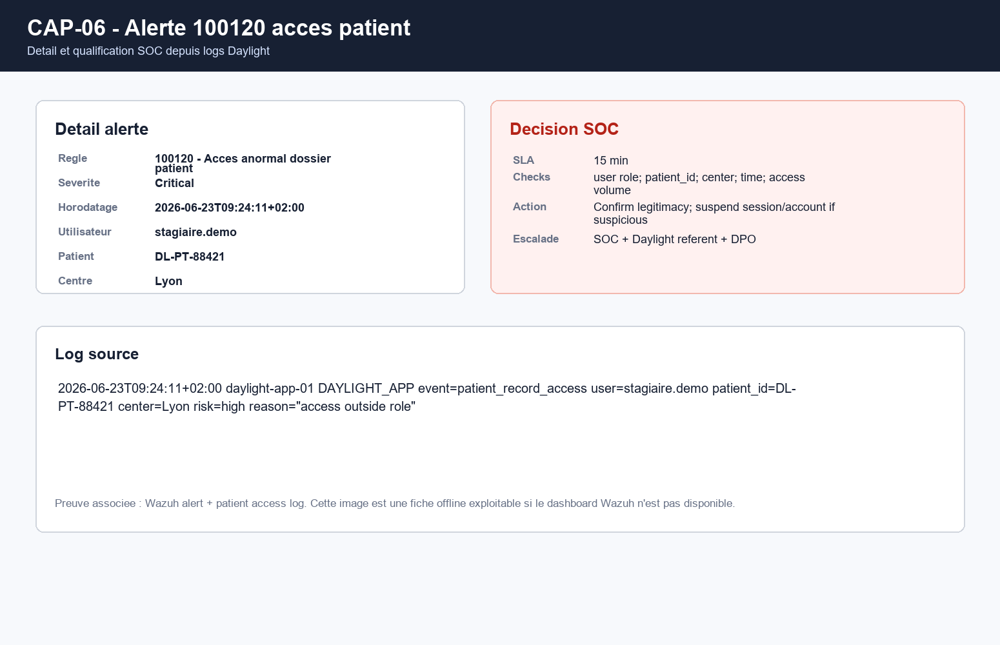 CAP-06 - Alerte 100120 acces patient
Detail et qualification SOC depuis logs Daylight
Detail alerte
Regle 100120 - Acces anormal dossier
patient
Severite Critical
Horodatage 2026-06-23T09:24:11+02:00
Utilisateur stagiaire.demo
Patient DL-PT-88421
Centre Lyon
Decision SOC
SLA 15 min
Checks user role; patient_id; center; time; access
volume
Action Confirm legitimacy; suspend session/account if
suspicious
Escalade SOC + Daylight referent + DPO
Log source
2026-06-23T09:24:11+02:00 daylight-app-01 DAYLIGHT_APP event=patient_record_access user=stagiaire.demo patient_id=DL-
PT-88421 center=Lyon risk=high reason="access outside role"
Preuve associee : Wazuh alert + patient access log. Cette image est une fiche offline exploitable si le dashboard Wazuh n'est pas disponible.